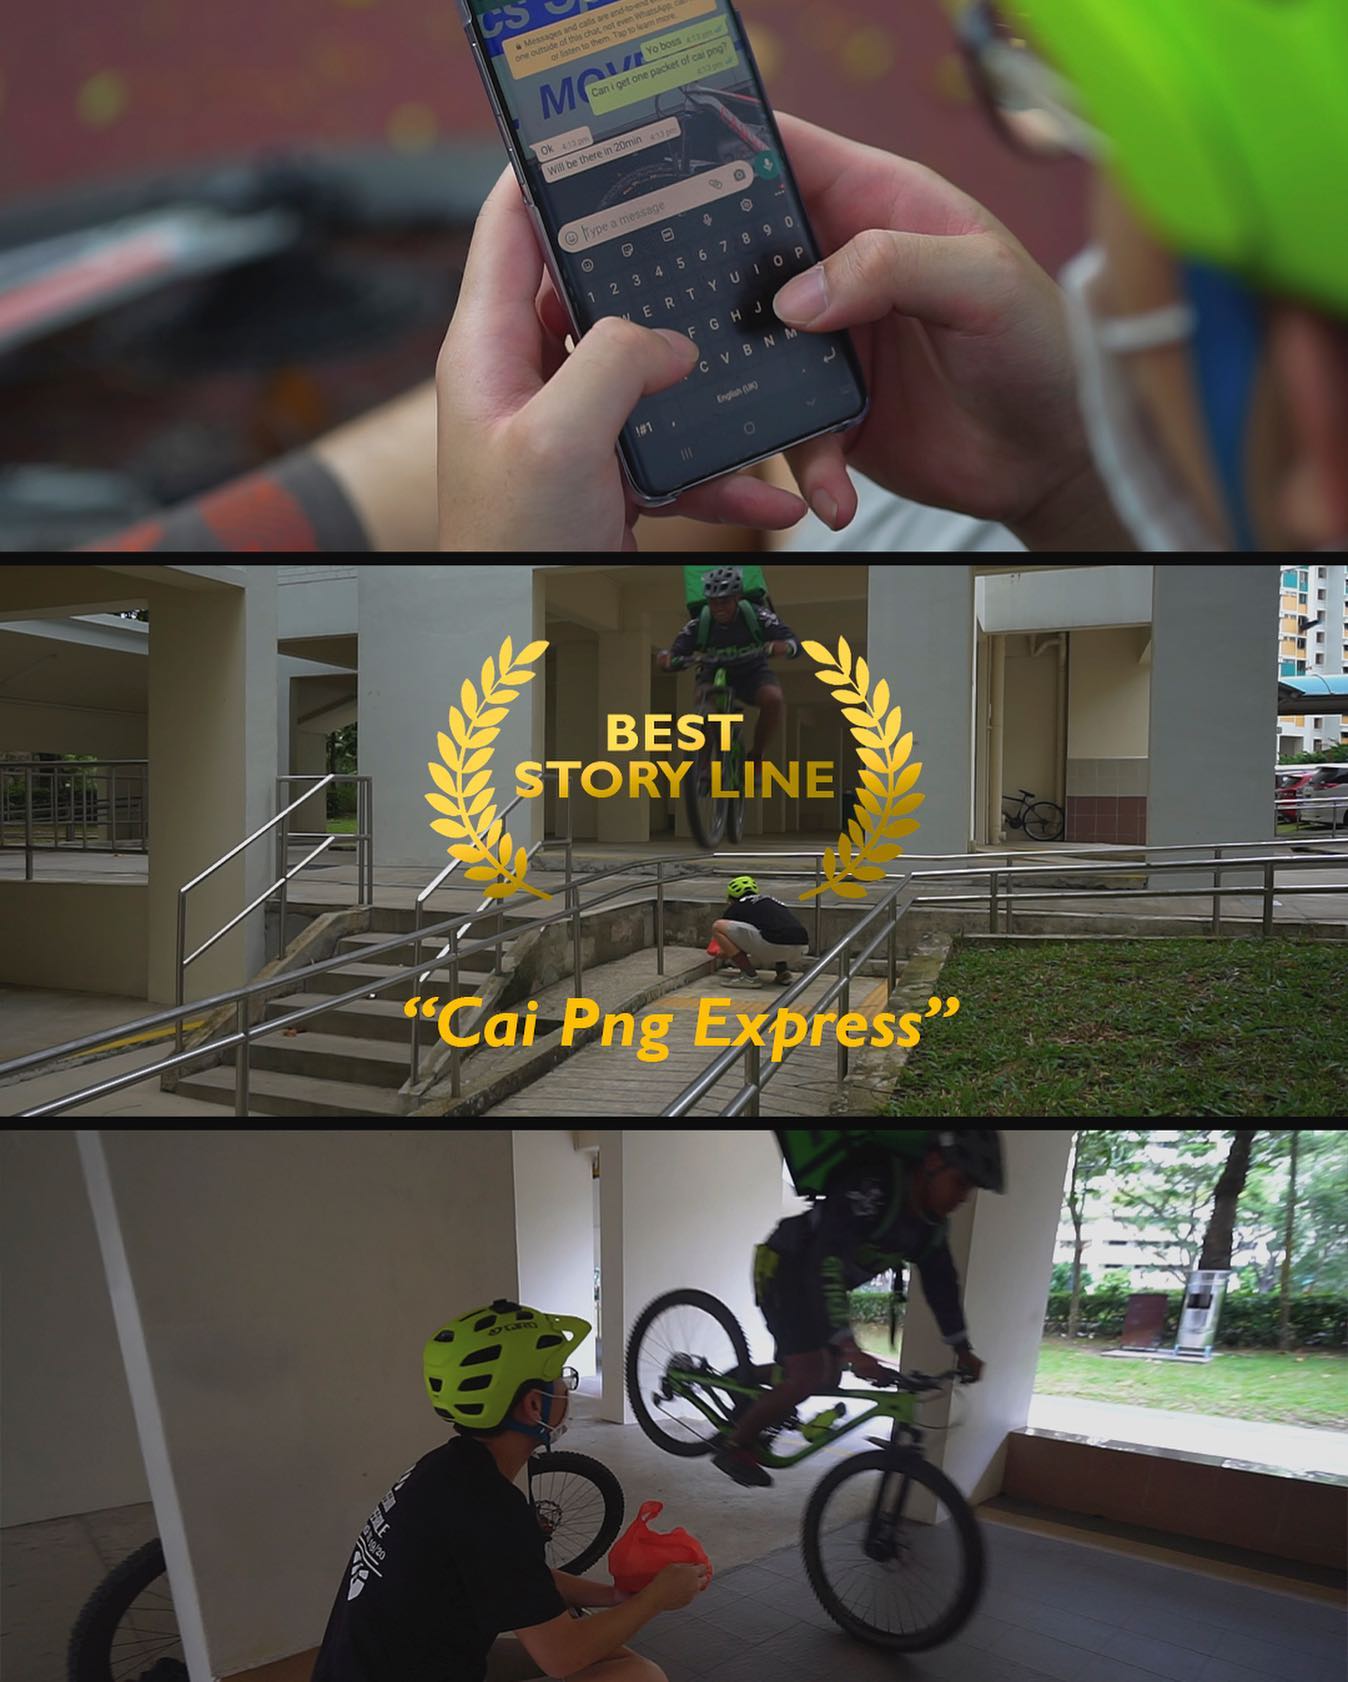 Messages and calls are end-to-end
one outside of this chat, not even WhatsApp, can
or listen to them. Tap to learn more.
Yo boss 4:13 pm
Can i get one packet of cai png?
4:13 pm
MOVE
Ok 4:13 pm
Will be there in 20min 4:13 pm
Type a message
1 2 3 4 5 6 7 8 9 0
W E R T Y U I O P
F G H J
C V B N M
!#1 , English (UK) .
BEST
STORY LINE
“Cai Png Express”
GIRO